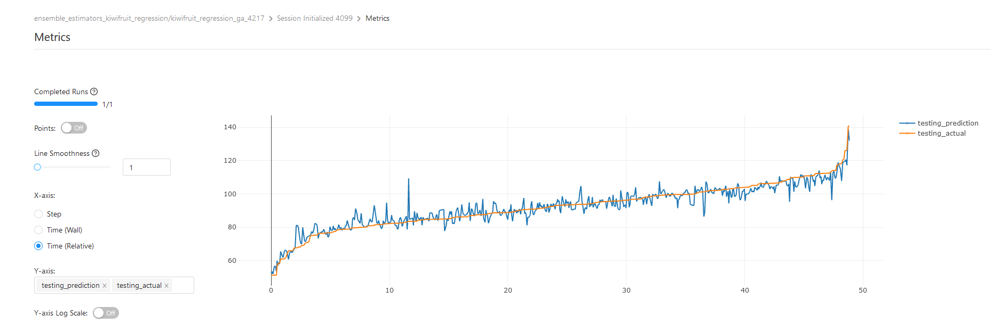 ensemble_estimators_kiwifruit_regression/kiwifruit_regression_ga_4217 > Session Initialized 4099 > Metrics
Metrics
Completed Runs ?
1/1
Points: Off
Line Smoothness ?
1
X-axis:
Step
Time (Wall)
Time (Relative)
Y-axis:
testing_prediction × testing_actual ×
Y-axis Log Scale: Off
140
120
100
80
60
0 10 20 30 40 50
testing_prediction
testing_actual